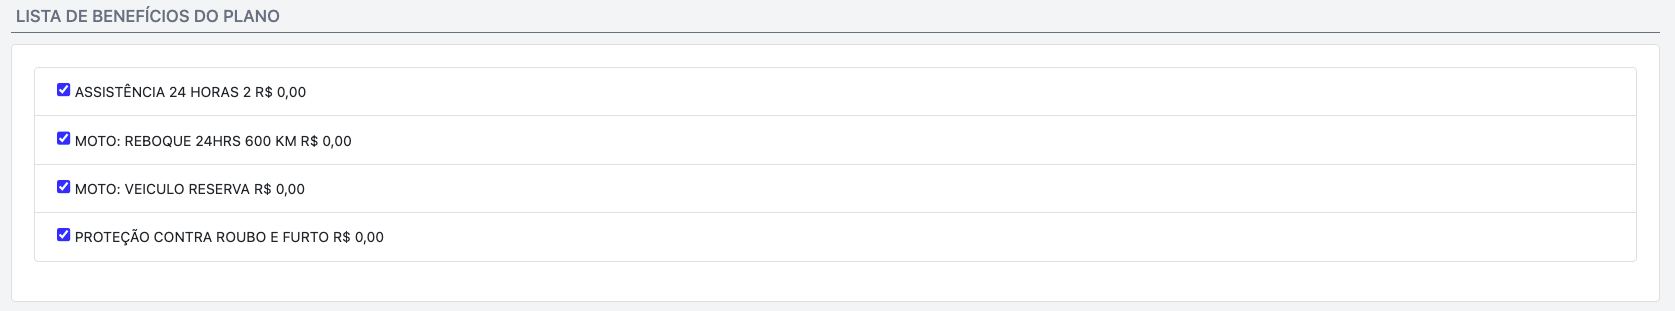 LISTA DE BENEFÍCIOS DO PLANO
ASSISTÊNCIA 24 HORAS 2 R$ 0,00
MOTO: REBOQUE 24HRS 600 KM R$ 0,00
MOTO: VEICULO RESERVA R$ 0,00
PROTEÇÃO CONTRA ROUBO E FURTO R$ 0,00